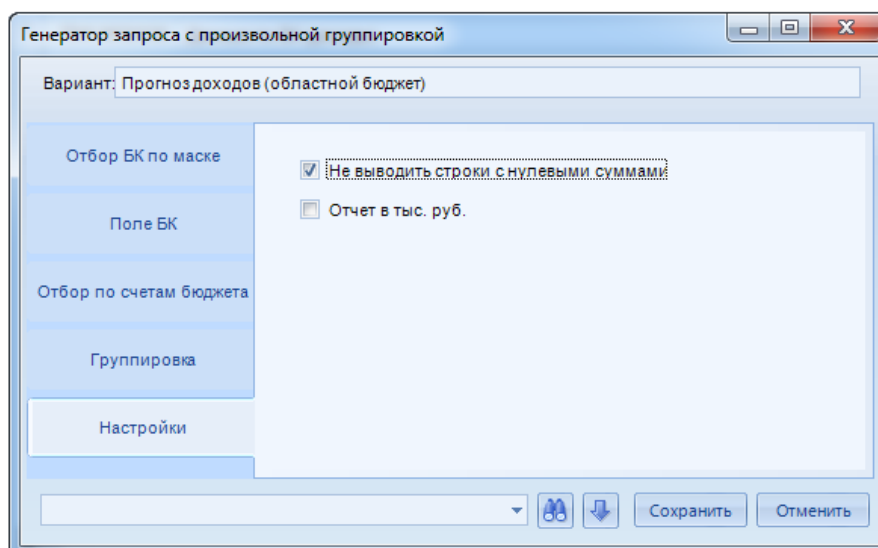 Генератор запроса с произвольной группировкой
Вариант: Прогноз доходов (областной бюджет)
Отбор БК по маске
Поле БК
Отбор по счетам бюджета
Группировка
Настройки
Не выводить строки с нулевыми суммами
Отчет в тыс. руб.
Сохранить
Отменить